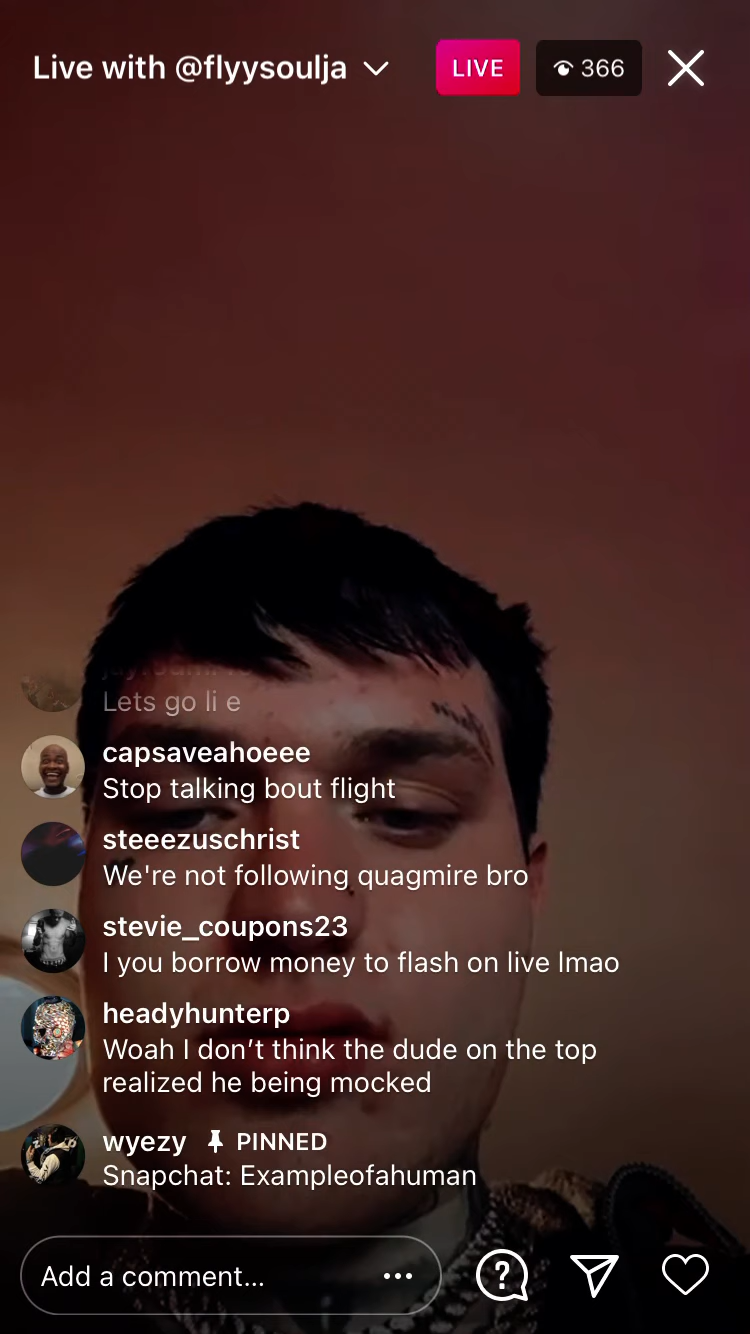 Live with @flyysoulja
LIVE
366
Lets go li e
capsaveahoeee
Stop talking bout flight
steeezuschrist
We're not following quagmire bro
stevie_coupons23
I you borrow money to flash on live lmao
headyhunterp
Woah I don’t think the dude on the top
realized he being mocked
wyezy PINNED
Snapchat: Exampleofahuman
Add a comment...